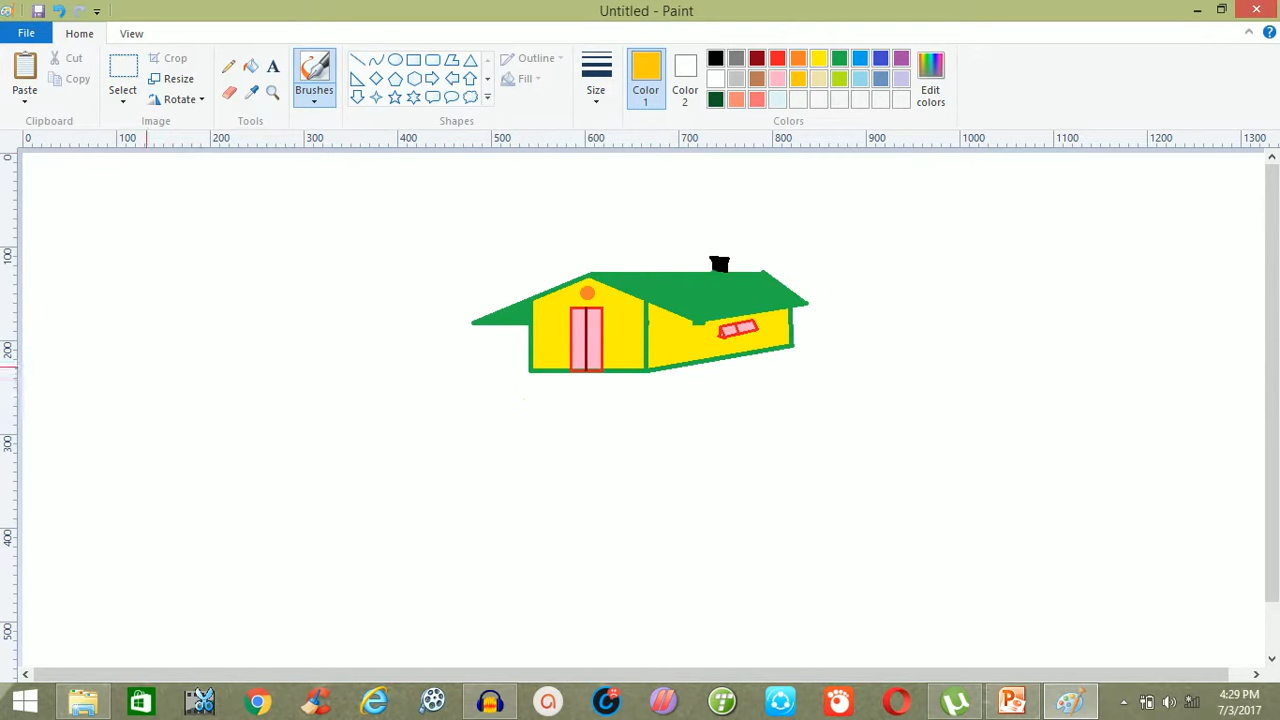 Untitled - Paint
File Home View
Paste
Cut
Copy
Clipboard
Select
Crop
Resize
Rotate
Image
A
Tools
Brushes
Outline
Fill
Shapes
Size
Color 1
Color 2
Edit colors
Colors
0 100 200 300 400 500 600 700 800 900 1000 1100 1200 1300
0
100
200
300
400
500
4:29 PM
7/3/2017